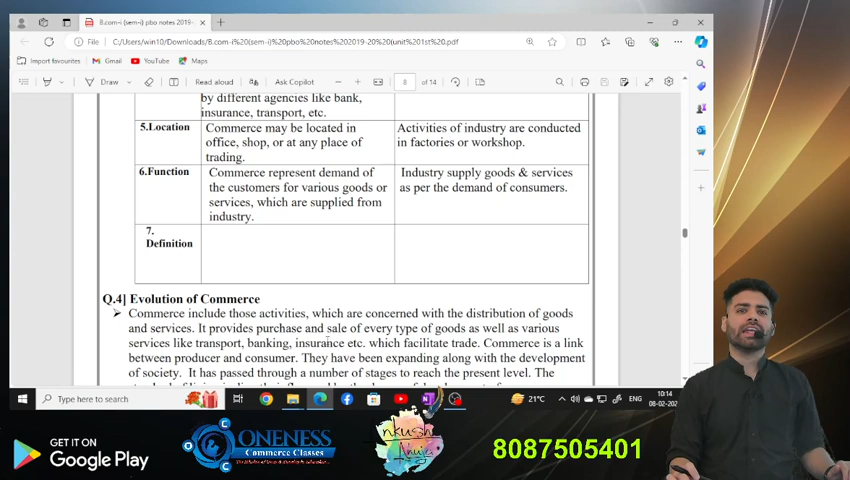 8.com-i (sem-i) pbo notes 2019-
File
C:/Users/win10/Downloads/8.com-i%20(sem-i)%20pbo%20notes%202019-20%20(unit%201st%20.pdf
Import favourites
Gmail
YouTube
Maps
Draw
Read aloud
Ask Copilot
8
of 14
by different agencies like bank,
insurance, transport, etc.
5.Location
Commerce may be located in
office, shop, or at any place of
trading.
Activities of industry are conducted
in factories or workshop.
6.Function
Commerce represent demand of
the customers for various goods or
services, which are supplied from
industry.
Industry supply goods & services
as per the demand of consumers.
7.
Definition
Q.4] Evolution of Commerce
Commerce include those activities, which are concerned with the distribution of goods
and services. It provides purchase and sale of every type of goods as well as various
services like transport, banking, insurance etc. which facilitate trade. Commerce is a link
between producer and consumer. They have been expanding along with the development
of society. It has passed through a number of stages to reach the present level. The
Type here to search
21°C
ENG
10:14
08-02-20
GET IT ON
Google Play
ONENESS
Commerce Classes
nkush
Ahuja
8087505401